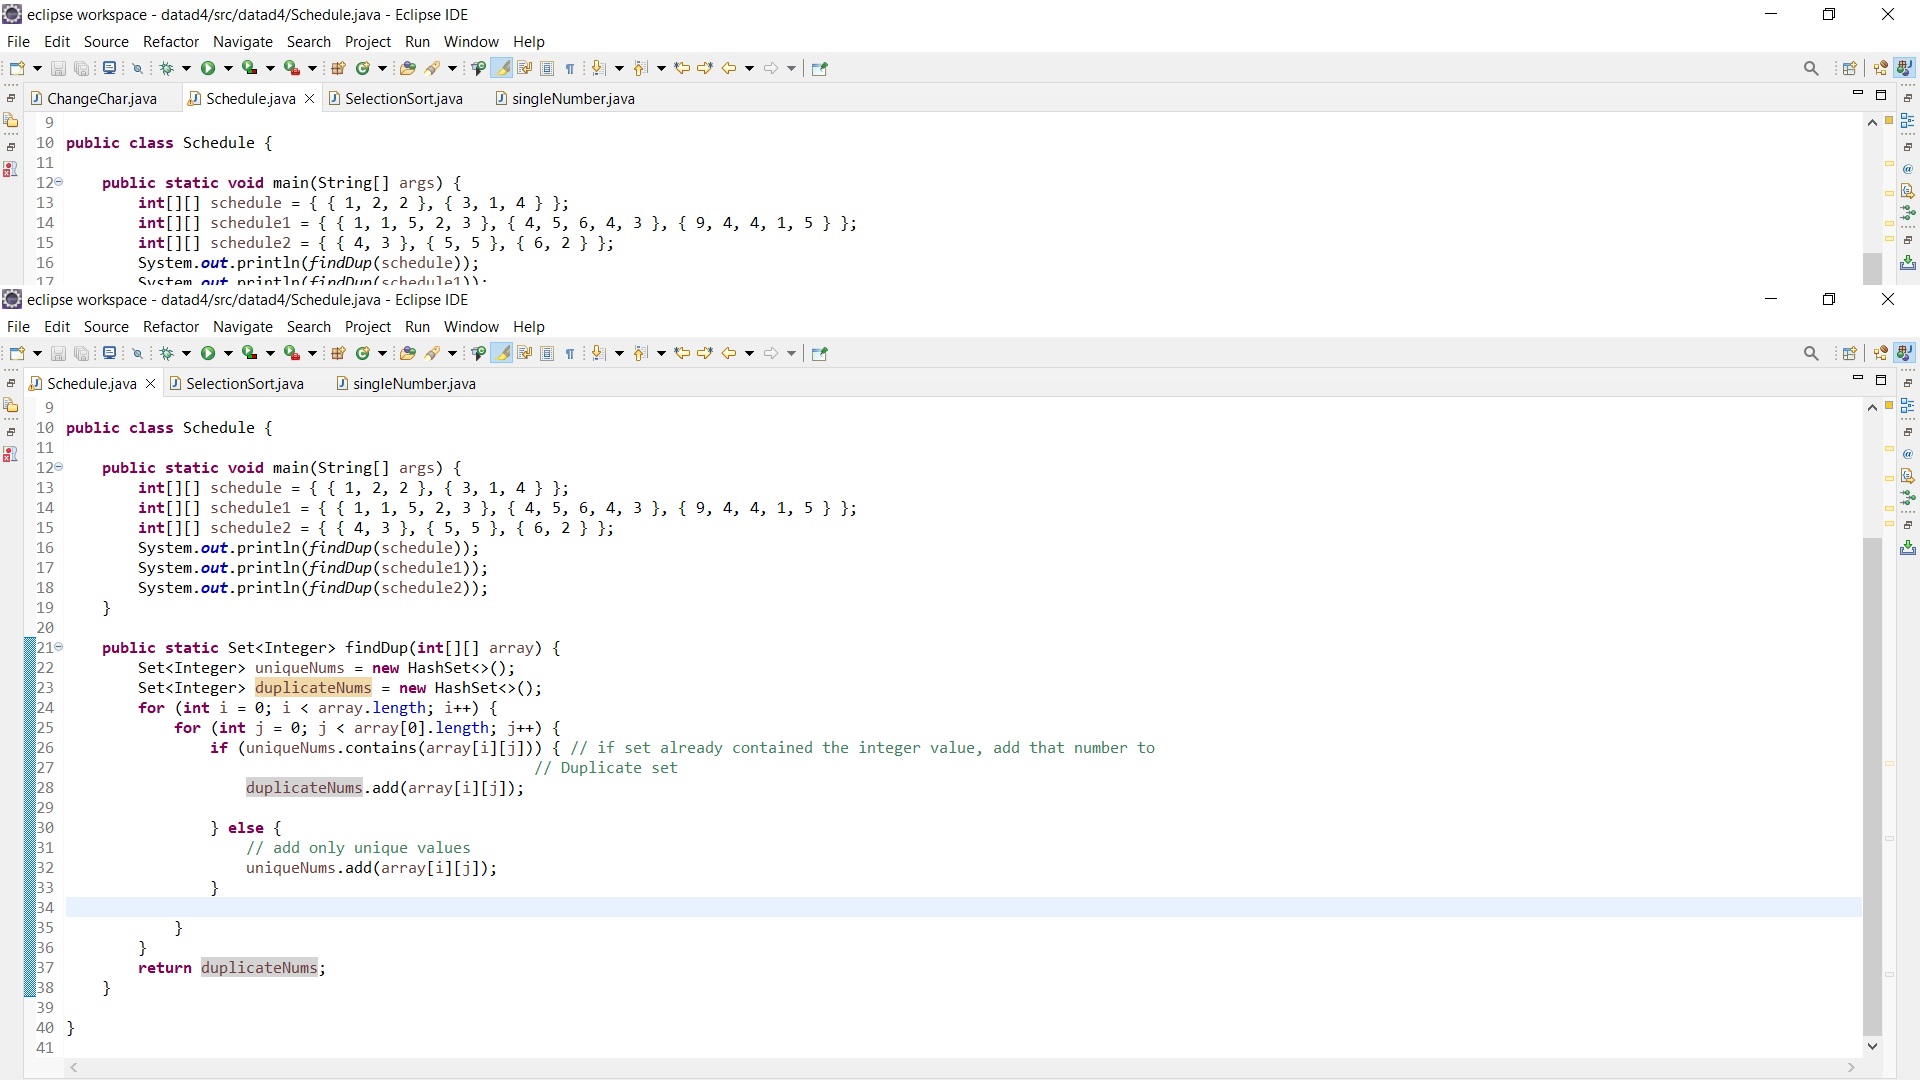 eclipse workspace - datad4/src/datad4/Schedule.java - Eclipse IDE
File Edit Source Refactor Navigate Search Project Run Window Help
ChangeChar.java Schedule.java SelectionSort.java singleNumber.java
9
10 public class Schedule {
11
12 public static void main(String[] args) {
13 int[][] schedule = { { 1, 2, 2 }, { 3, 1, 4 } };
14 int[][] schedule1 = { { 1, 1, 5, 2, 3 }, { 4, 5, 6, 4, 3 }, { 9, 4, 4, 1, 5 } };
15 int[][] schedule2 = { { 4, 3 }, { 5, 5 }, { 6, 2 } };
16 System.out.println(findDup(schedule));
17 System.out.println(findDup(schedule1));
eclipse workspace - datad4/src/datad4/Schedule.java - Eclipse IDE
File Edit Source Refactor Navigate Search Project Run Window Help
Schedule.java SelectionSort.java singleNumber.java
9
10 public class Schedule {
11
12 public static void main(String[] args) {
13 int[][] schedule = { { 1, 2, 2 }, { 3, 1, 4 } };
14 int[][] schedule1 = { { 1, 1, 5, 2, 3 }, { 4, 5, 6, 4, 3 }, { 9, 4, 4, 1, 5 } };
15 int[][] schedule2 = { { 4, 3 }, { 5, 5 }, { 6, 2 } };
16 System.out.println(findDup(schedule));
17 System.out.println(findDup(schedule1));
18 System.out.println(findDup(schedule2));
19 }
20
21 public static Set<Integer> findDup(int[][] array) {
22 Set<Integer> uniqueNums = new HashSet<>();
23 Set<Integer> duplicateNums = new HashSet<>();
24 for (int i = 0; i < array.length; i++) {
25 for (int j = 0; j < array[0].length; j++) {
26 if (uniqueNums.contains(array[i][j])) { // if set already contained the integer value, add that number to
27 // Duplicate set
28 duplicateNums.add(array[i][j]);
29
30 } else {
31 // add only unique values
32 uniqueNums.add(array[i][j]);
33 }
34
35 }
36 }
37 return duplicateNums;
38 }
39
40 }
41